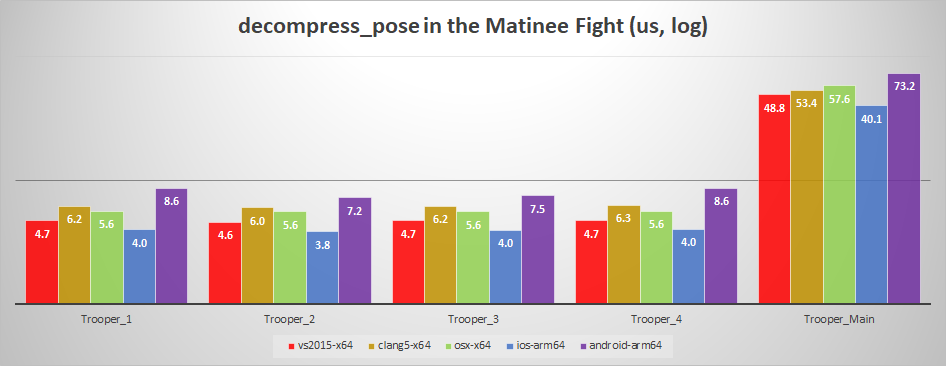 decompress_pose in the Matinee Fight (us, log)
4.7 6.2 5.6 4.0 8.6
4.6 6.0 5.6 3.8 7.2
4.7 6.2 5.6 4.0 7.5
4.7 6.3 5.6 4.0 8.6
48.8 53.4 57.6 40.1 73.2
Trooper_1 Trooper_2 Trooper_3 Trooper_4 Trooper_Main
vs2015-x64 clang5-x64 osx-x64 ios-arm64 android-arm64